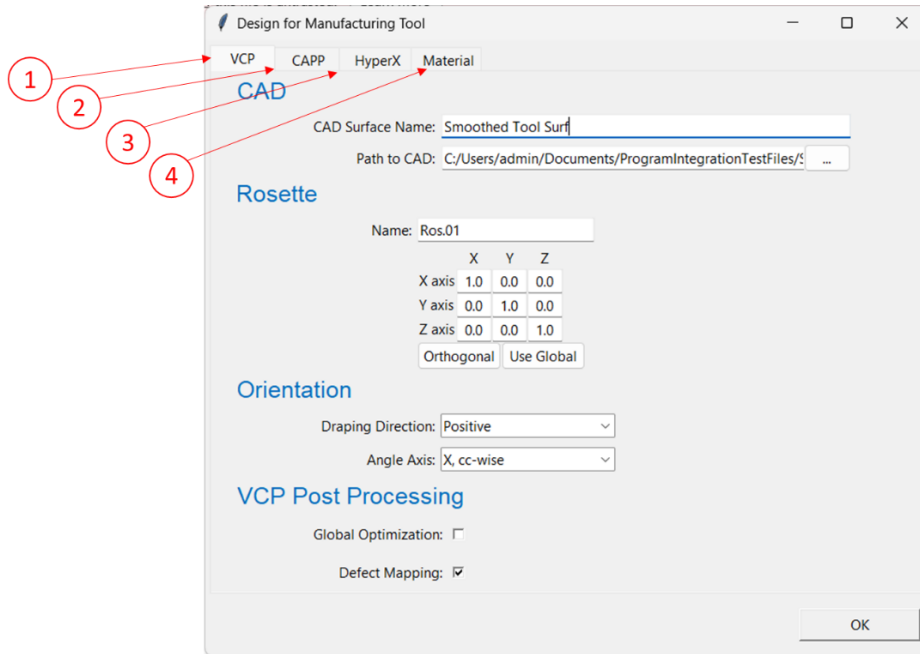 Design for Manufacturing Tool
VCP CAPP HyperX Material
1
2
3
4
CAD
CAD Surface Name: Smoothed Tool Surf
Path to CAD: C:/Users/admin/Documents/ProgramIntegrationTestFiles/S ...
Rosette
Name: Ros.01
X Y Z
X axis 1.0 0.0 0.0
Y axis 0.0 1.0 0.0
Z axis 0.0 0.0 1.0
Orthogonal Use Global
Orientation
Draping Direction: Positive
Angle Axis: X, cc-wise
VCP Post Processing
Global Optimization:
Defect Mapping:
OK